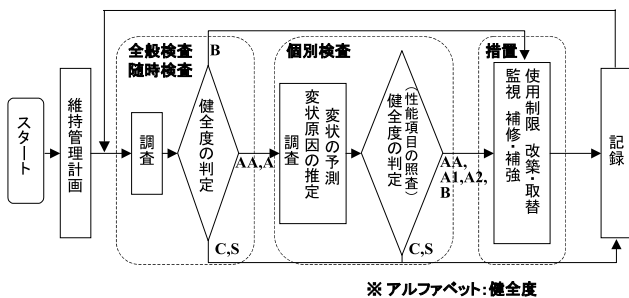 全般検査
随時検査
個別検査
措置
スタート
維持管理計画
調査
健全度の判定
B
AA,A
C,S
調査
変状原因の推定
変状の予測
健全度の判定
(性能項目の照査)
AA,
A1,A2,
B
C,S
監視　補修・補強
使用制限　改築・取替
記録
※ アルファベット：健全度